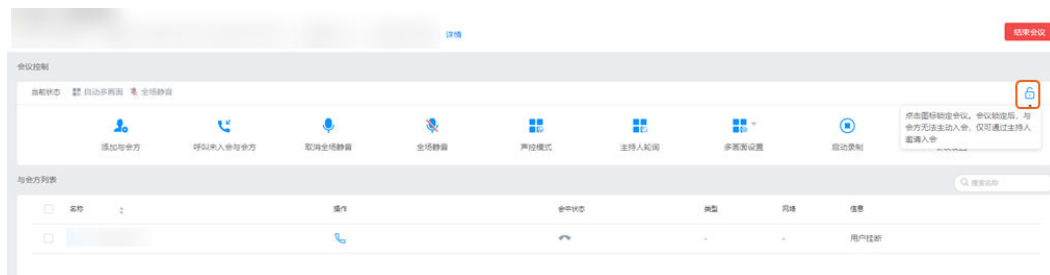 详情
结束会议
会议控制
当前状态 自动多画面 全场静音
点击图标锁定会议。会议锁定后，与
会方无法主动入会，仅可通过主持人
邀请入会
添加与会方 呼叫未入会与会方 取消全场静音 全场静音 声控模式 主持人轮询 多画面设置 启动录制
与会方列表
搜索名称
名称 操作 会中状态 类型 网络 信息
- - 用户挂断